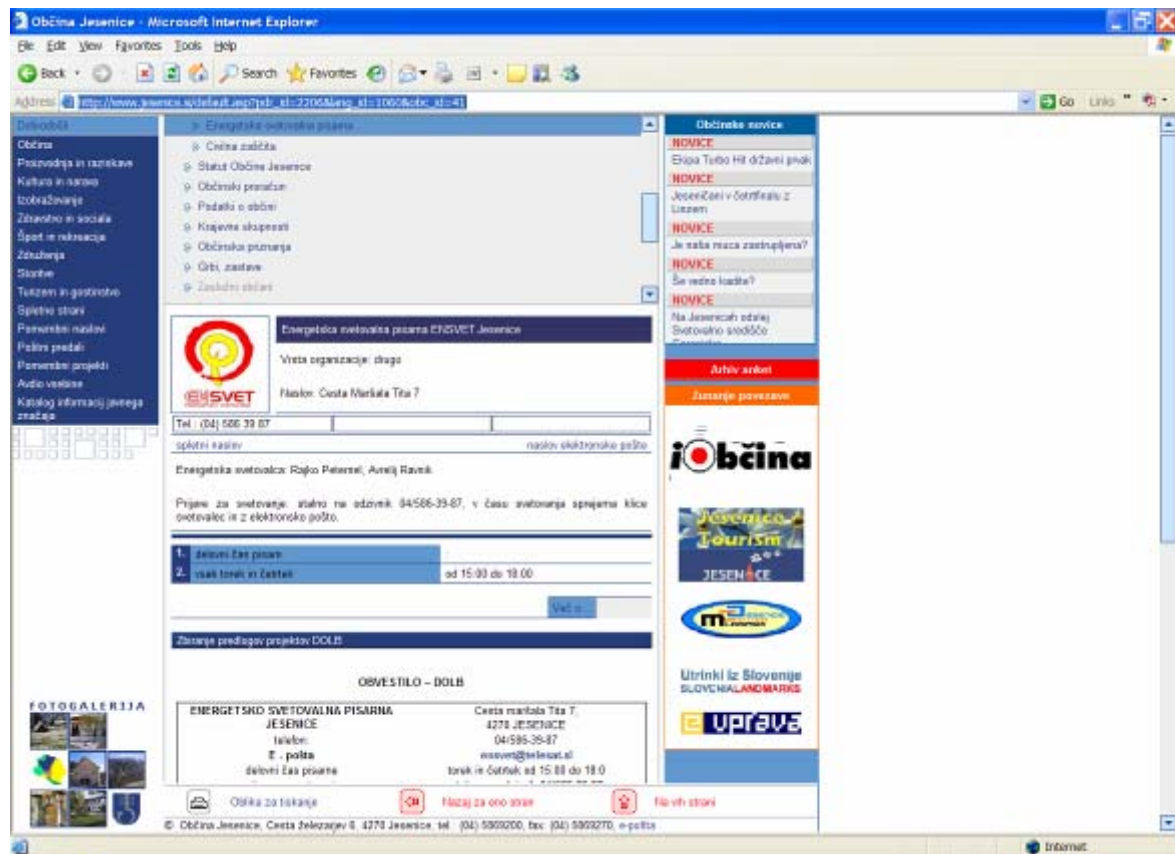 Občina Jesenice - Microsoft Internet Explorer
File Edit View Favorites Tools Help
Back Search Favorites
Address
Go Links
Dobrodošli
Občina
Proizvodnja in raziskave
Kultura in narava
Izobraževanje
Zdravstvo in sociala
Šport in rekreacija
Združenja
Storitve
Turizem in gostinstvo
Spletne strani
Pomembni naslovi
Poštni predali
Pomembni projekti
Avdio vsebine
Katalog informacij javnega
značaja
FOTOGALERIJA
Energetska svetovalna pisarna
Civilna zaščita
Statut Občine Jesenice
Občinski proračun
Podatki o občini
Krajevne skupnosti
Občinska priznanja
Grbi, zastave
Zaslužni občani
Energetska svetovalna pisarna ENSVET Jesenice
Vrsta organizacije: drugo
Naslov: Cesta Maršala Tita 7
ENSVET
Tel.: (04) 586 39 87
spletni naslov naslov elektronske pošte
Energetska svetovalca: Rajko Peternel, Avrelij Ravnik
Prijave za svetovanje: stalno na odzivnik 04/586-39-87, v času svetovanja sprejema klice
svetovalec in z elektronsko pošto.
1. delovni čas pisarn
2. vsak torek in četrtek od 15:00 do 18:00
Več o...
Zbiranje predlogov projektov DOLB
OBVESTILO – DOLB
ENERGETSKO SVETOVALNA PISARNA Cesta maršala Tita 7,
JESENICE 4270 JESENICE
telefon: 04/586-39-87
E - pošta ensvet@telesat.si
delovni čas pisarne torek in četrtek od 15:00 do 18:0
Oblika za tiskanje Nazaj za eno stran Na vrh strani
© Občina Jesenice, Cesta železarjev 6, 4270 Jesenice, tel.: (04) 5869200, fax: (04) 5869270, e-pošta
Občinske novice
NOVICE
Ekipa Turbo Hit državni prvak
NOVICE
Jeseničani v četrtfinalu z
Linzem
NOVICE
Je naša muca zastrupljena?
NOVICE
Še vedno kadite?
NOVICE
Na Jesenicah odslej
Svetovalno središče
Arhiv anket
Zunanje povezave
iObčina
Jesenice
Tourism
JESENICE
Utrinki iz Slovenije
SLOVENIALANDMARKS
e uprava
Internet